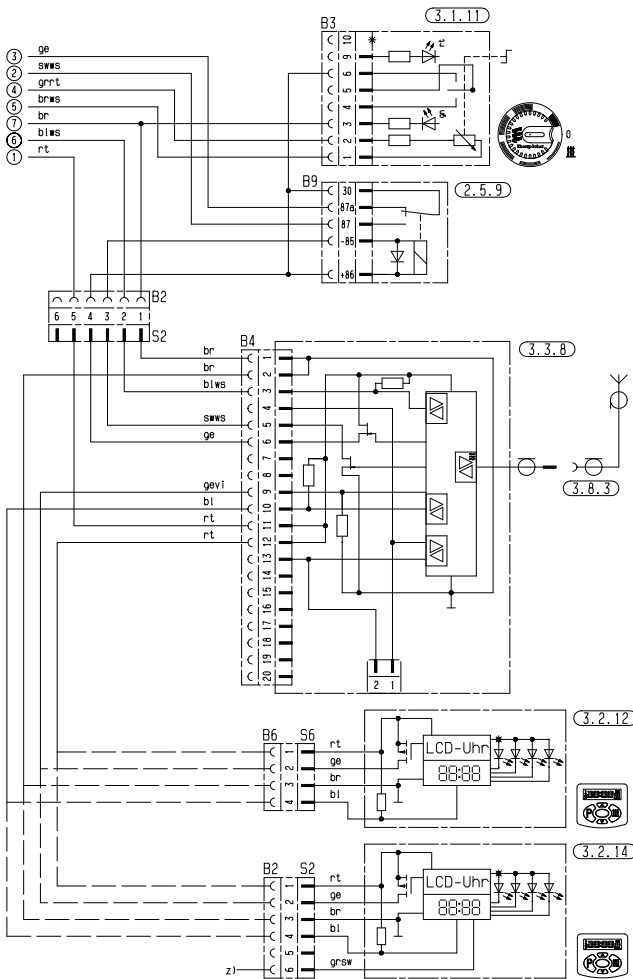 B3
3.1.11
10
3 ge
9
2 swws
6
4 grrt
5
5 brws
4
7 br
3
6 blws
2
1 rt
1
0
B9
30
2.5.9
87a
87
-85
+86
B2
6 5 4 3 2 1
S2
B4
3.3.8
br
1
br
2
blws
3
4
swws
5
ge
6
7
8
3.8.3
gevi
9
bl
10
rt
11
rt
12
13
14
15
16
17
18
19
20
2 1
B6 S6
3.2.12
1 rt
2 ge
LCD-Uhr
3 br
88:88
4 bl
B2 S2
3.2.14
1 rt
2 ge
LCD-Uhr
3 br
88:88
4 bl
5
z) 6 grsw